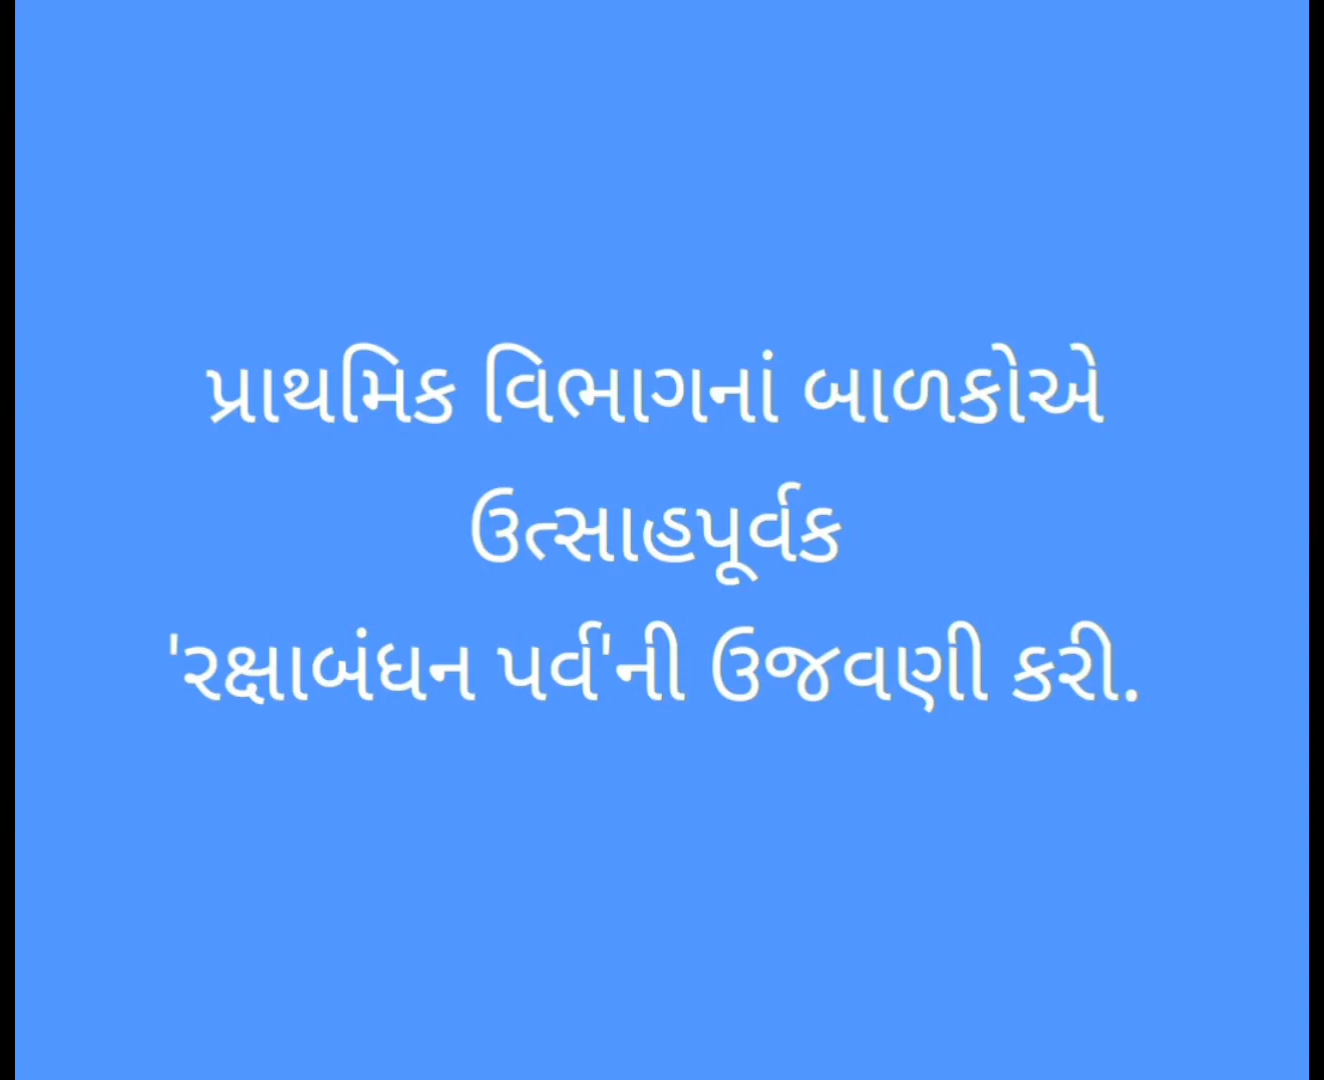 પ્રાથમિક વિભાગનાં બાળકોએ
ઉત્સાહપૂર્વક
'રક્ષાબંધન પર્વ'ની ઉજવણી કરી.